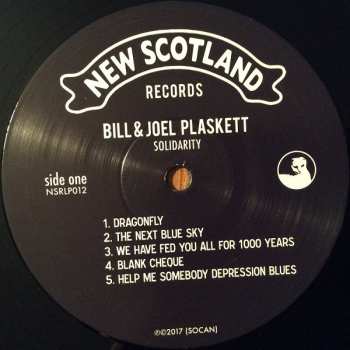 NEW SCOTLAND
RECORDS
BILL & JOEL PLASKETT
SOLIDARITY
side one
NSRLP012
1. DRAGONFLY
2. THE NEXT BLUE SKY
3. WE HAVE FED YOU ALL FOR 1000 YEARS
4. BLANK CHEQUE
5. HELP ME SOMEBODY DEPRESSION BLUES
℗©2017 (SOCAN)